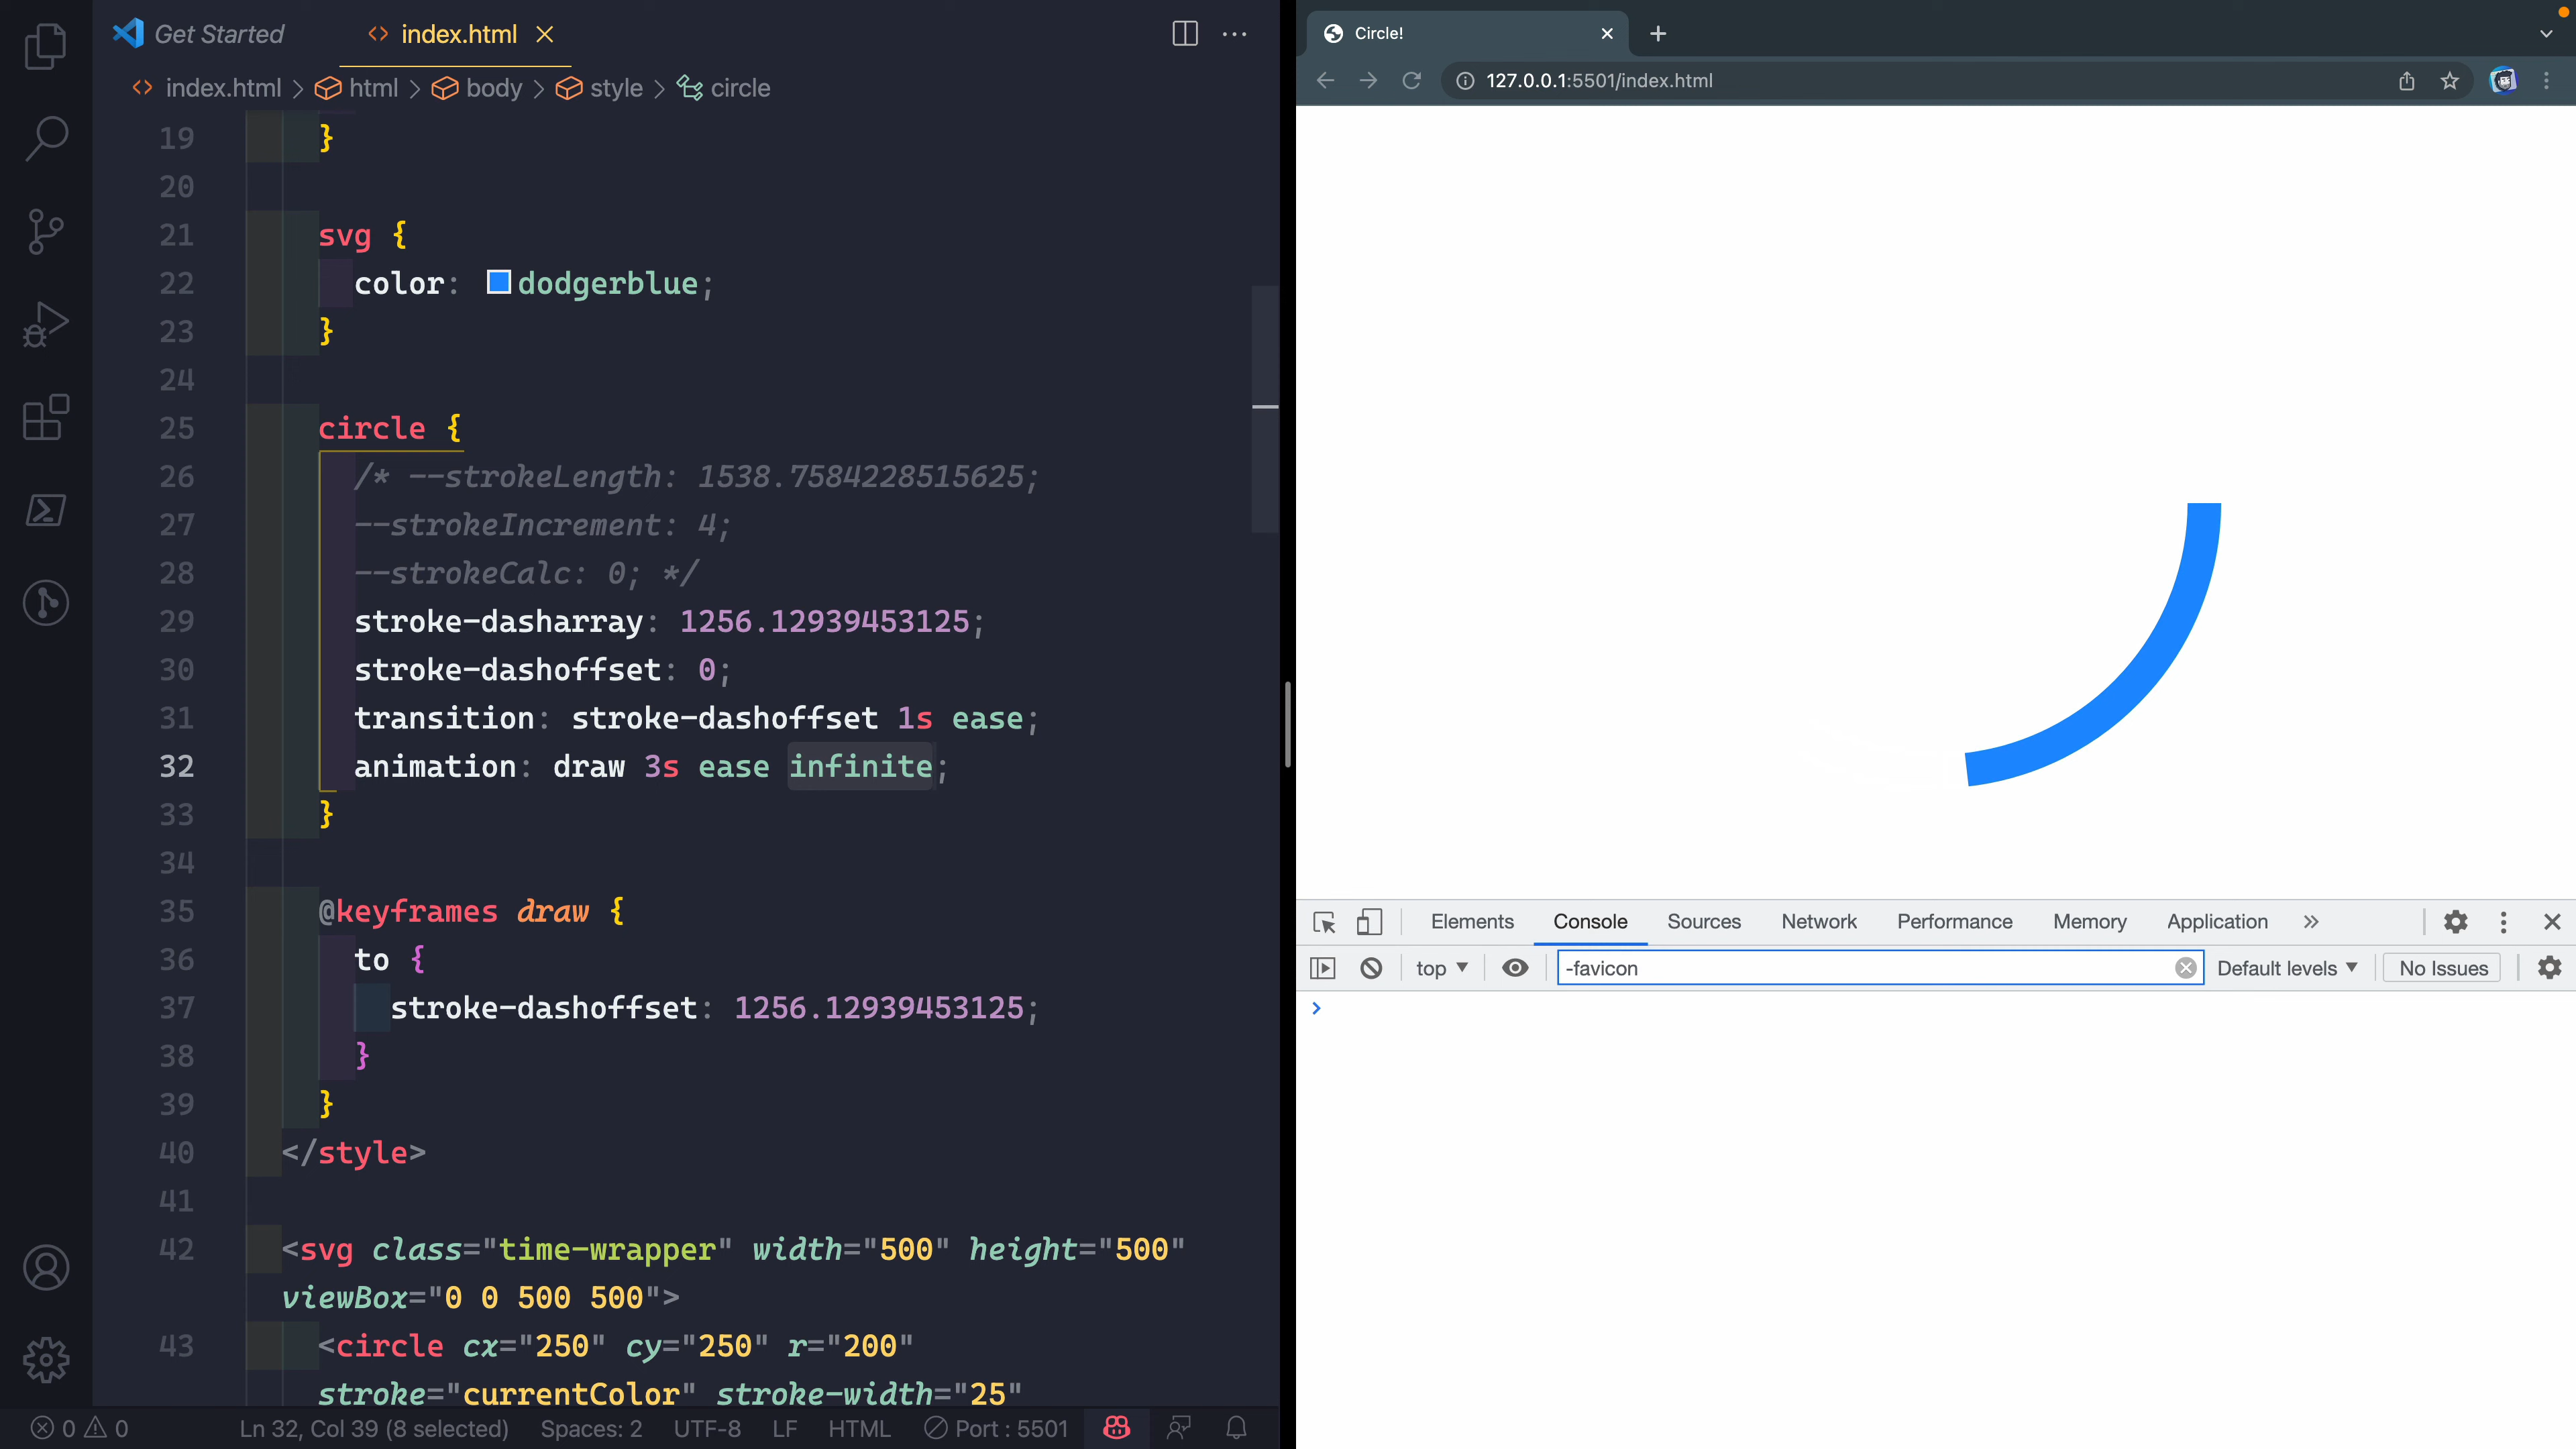 Get Started
index.html
index.html > html > body > style > circle
19 }
20
21 svg {
22 color: dodgerblue;
23 }
24
25 circle {
26 /* --strokeLength: 1538.7584228515625;
27 --strokeIncrement: 4;
28 --strokeCalc: 0; */
29 stroke-dasharray: 1256.12939453125;
30 stroke-dashoffset: 0;
31 transition: stroke-dashoffset 1s ease;
32 animation: draw 3s ease infinite;
33 }
34
35 @keyframes draw {
36 to {
37 stroke-dashoffset: 1256.12939453125;
38 }
39 }
40 </style>
41
42 <svg class="time-wrapper" width="500" height="500"
viewBox="0 0 500 500">
43 <circle cx="250" cy="250" r="200"
stroke="currentColor" stroke-width="25"
0 0 Ln 32, Col 39 (8 selected) Spaces: 2 UTF-8 LF HTML Port : 5501
Circle!
127.0.0.1:5501/index.html
Elements Console Sources Network Performance Memory Application »
top -favicon Default levels No Issues